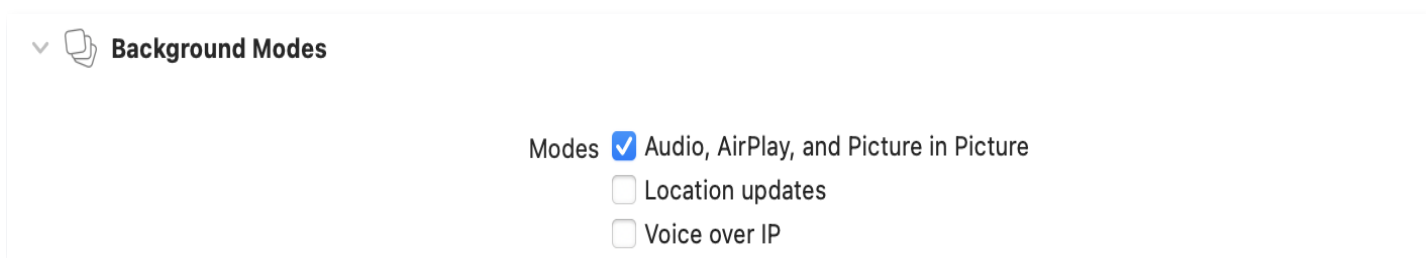 Background Modes
Modes Audio, AirPlay, and Picture in Picture
Location updates
Voice over IP